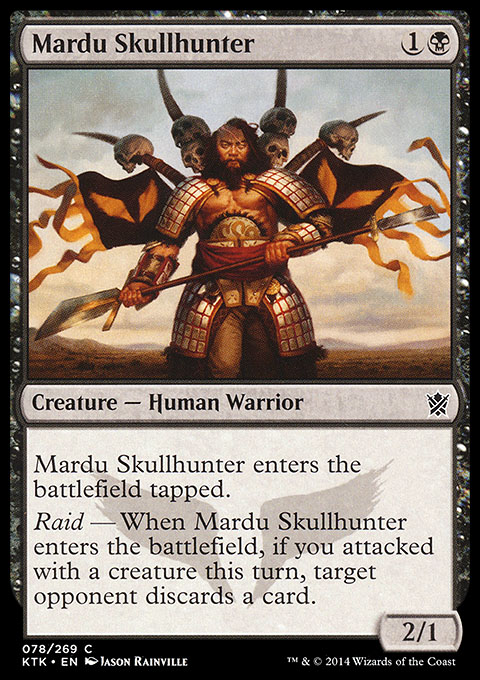 Mardu Skullhunter 1
Creature — Human Warrior
Mardu Skullhunter enters the
battlefield tapped.
Raid — When Mardu Skullhunter
enters the battlefield, if you attacked
with a creature this turn, target
opponent discards a card.
2/1
078/269 C
KTK • EN Jason Rainville
™ & © 2014 Wizards of the Coast